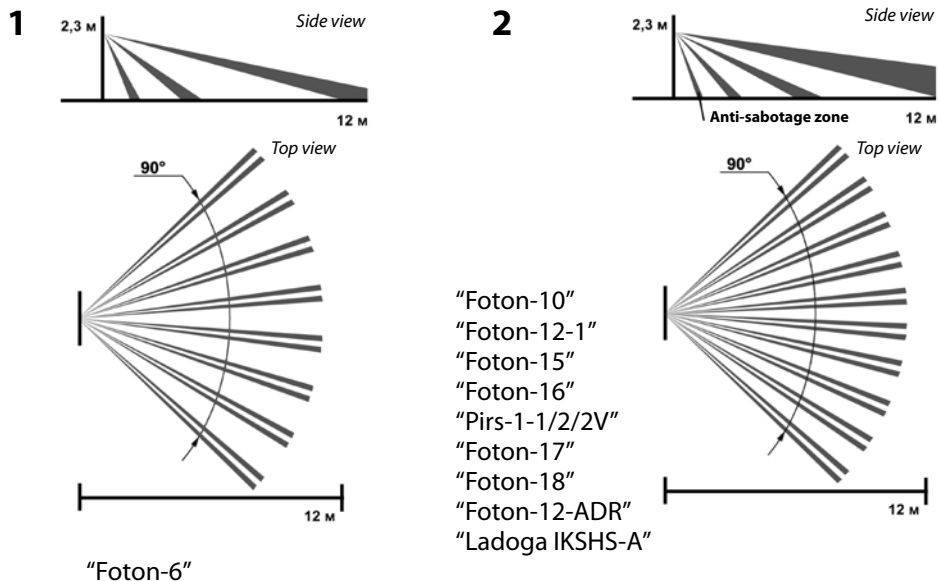 1
2,3 м
Side view
12 м
Top view
90°
12 м
“Foton-6”
2
2,3 м
Side view
Anti-sabotage zone
12 м
Top view
90°
12 м
“Foton-10”
“Foton-12-1”
“Foton-15”
“Foton-16”
“Pirs-1-1/2/2V”
“Foton-17”
“Foton-18”
“Foton-12-ADR”
“Ladoga IKSHS-A”